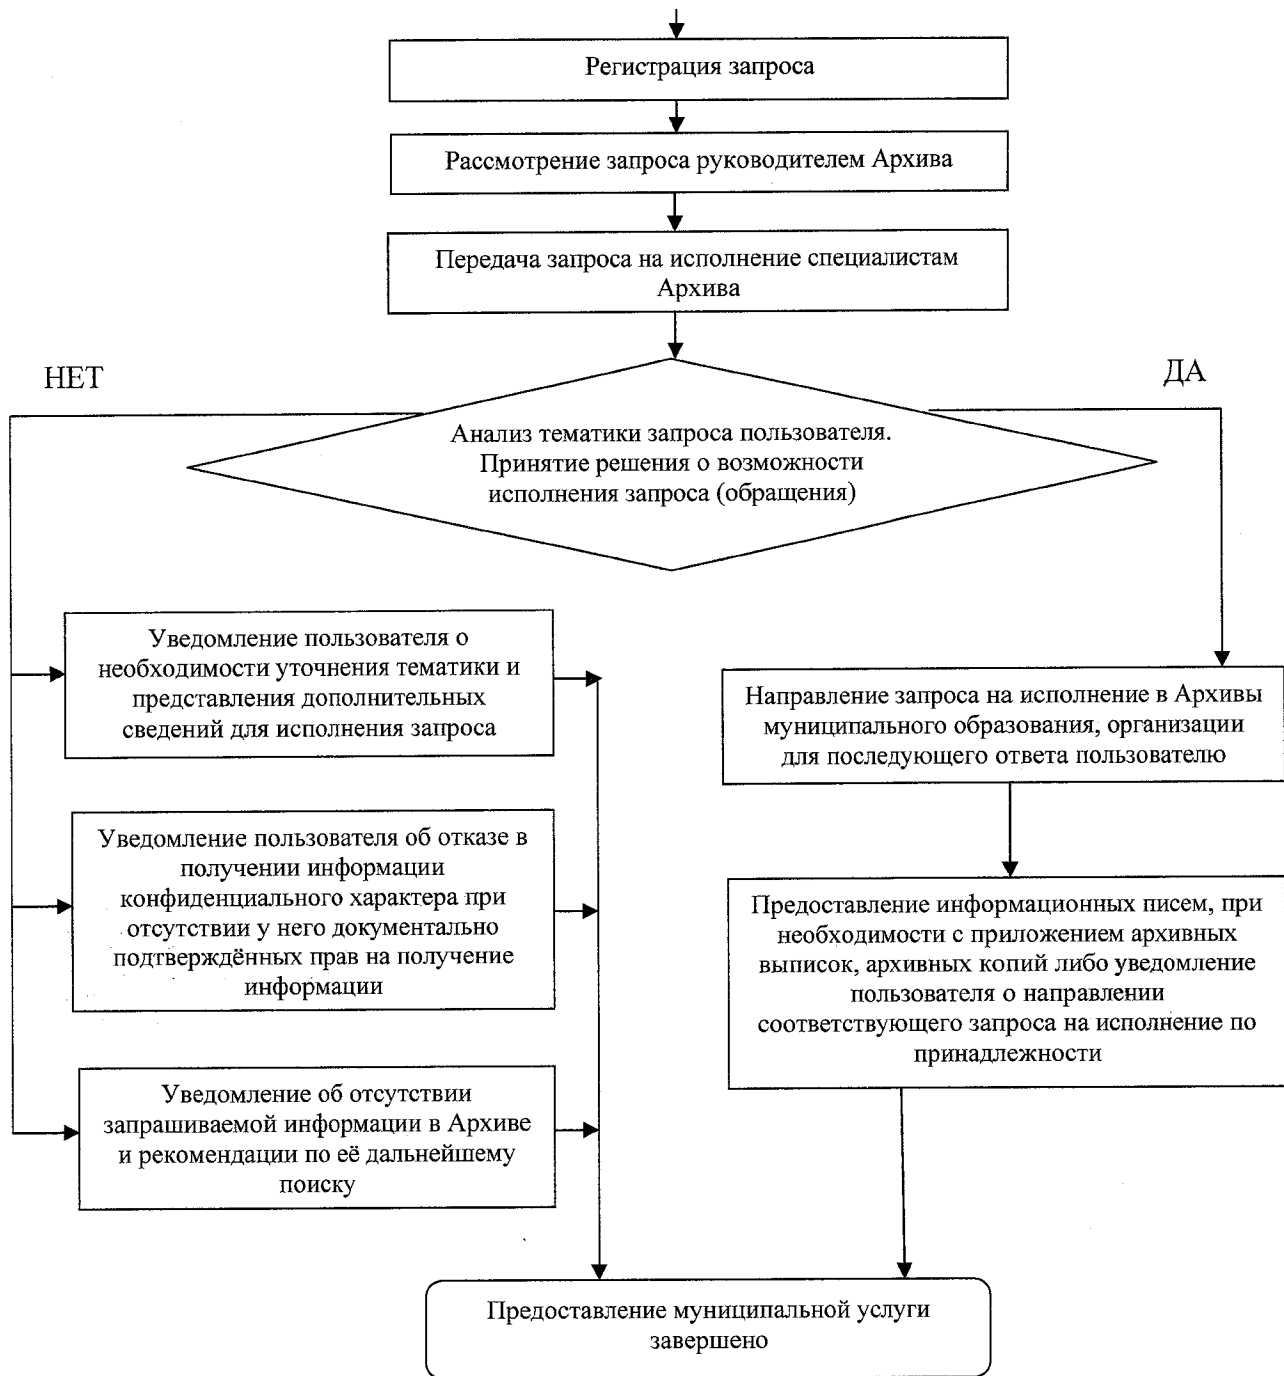 Регистрация запроса
Рассмотрение запроса руководителем Архива
Передача запроса на исполнение специалистам
Архива
НЕТ
ДА
Анализ тематики запроса пользователя.
Принятие решения о возможности
исполнения запроса (обращения)
Уведомление пользователя о
необходимости уточнения тематики и
представления дополнительных
сведений для исполнения запроса
Направление запроса на исполнение в Архивы
муниципального образования, организации
для последующего ответа пользователю
Уведомление пользователя об отказе в
получении информации
конфиденциального характера при
отсутствии у него документально
подтверждённых прав на получение
информации
Предоставление информационных писем, при
необходимости с приложением архивных
выписок, архивных копий либо уведомление
пользователя о направлении
соответствующего запроса на исполнение по
принадлежности
Уведомление об отсутствии
запрашиваемой информации в Архиве
и рекомендации по её дальнейшему
поиску
Предоставление муниципальной услуги
завершено